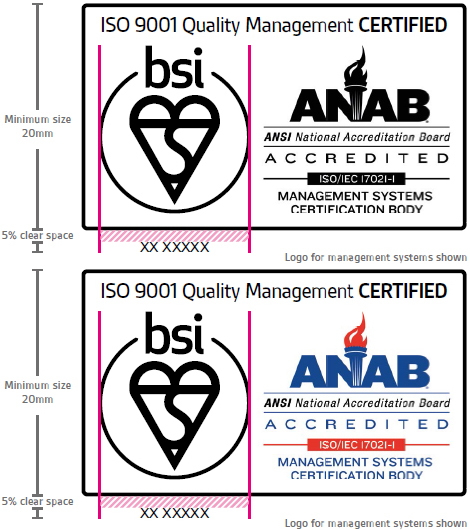 ISO 9001 Quality Management CERTIFIED
bsi
ANAB
ANSI National Accreditation Board
ACCREDITED
ISO/IEC 17021-1
MANAGEMENT SYSTEMS
CERTIFICATION BODY
Minimum size
20mm
5% clear space
XX XXXXX
Logo for management systems shown
ISO 9001 Quality Management CERTIFIED
bsi
ANAB
ANSI National Accreditation Board
ACCREDITED
ISO/IEC 17021-1
MANAGEMENT SYSTEMS
CERTIFICATION BODY
Minimum size
20mm
5% clear space
XX XXXXX
Logo for management systems shown